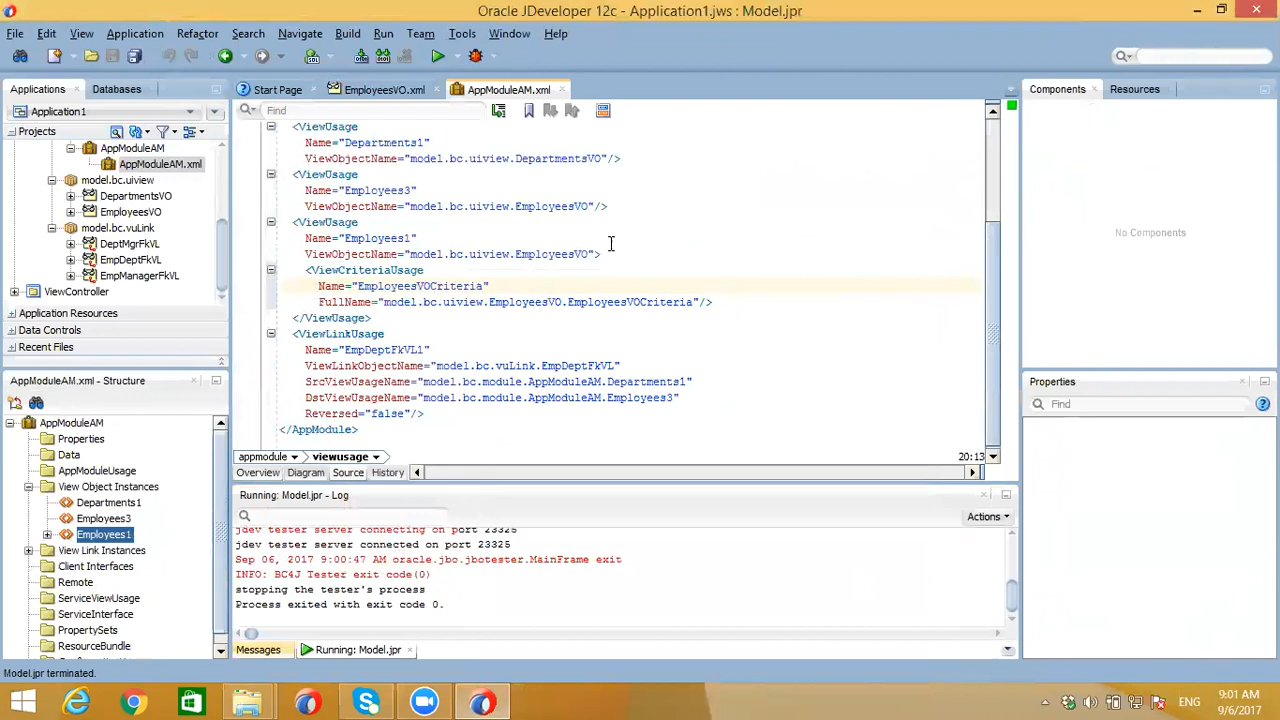 Oracle JDeveloper 12c - Application1.jws : Model.jpr
File Edit View Application Refactor Search Navigate Build Run Team Tools Window Help
Applications Databases
Application1
Projects
AppModuleAM
AppModuleAM.xml
model.bc.uiview
DepartmentsVO
EmployeesVO
model.bc.vuLink
DeptMgrFkVL
EmpDeptFkVL
EmpManagerFkVL
ViewController
Application Resources
Data Controls
Recent Files
AppModuleAM.xml - Structure
AppModuleAM
Properties
Data
AppModuleUsage
View Object Instances
Departments1
Employees3
Employees1
View Link Instances
Client Interfaces
Remote
ServiceViewUsage
ServiceInterface
PropertySets
ResourceBundle
Start Page EmployeesVO.xml AppModuleAM.xml
Find
<ViewUsage
Name="Departments1"
ViewObjectName="model.bc.uiview.DepartmentsVO"/>
<ViewUsage
Name="Employees3"
ViewObjectName="model.bc.uiview.EmployeesVO"/>
<ViewUsage
Name="Employees1"
ViewObjectName="model.bc.uiview.EmployeesVO">
<ViewCriteriaUsage
Name="EmployeesVOCriteria"
FullName="model.bc.uiview.EmployeesVO.EmployeesVOCriteria"/>
</ViewUsage>
<ViewLinkUsage
Name="EmpDeptFkVL1"
ViewLinkObjectName="model.bc.vuLink.EmpDeptFkVL"
SrcViewUsageName="model.bc.module.AppModuleAM.Departments1"
DstViewUsageName="model.bc.module.AppModuleAM.Employees3"
Reversed="false"/>
</AppModule>
appmodule viewusage 20:13
Overview Diagram Source History
Running: Model.jpr - Log
Actions
jdev tester server connecting on port 23325
jdev tester server connected on port 23325
Sep 06, 2017 9:00:47 AM oracle.jbo.jbotester.MainFrame exit
INFO: BC4J Tester exit code(0)
stopping the tester's process
Process exited with exit code 0.
Messages Running: Model.jpr
Components Resources
No Components
Properties
Find
Model.jpr terminated.
ENG
9:01 AM
9/6/2017